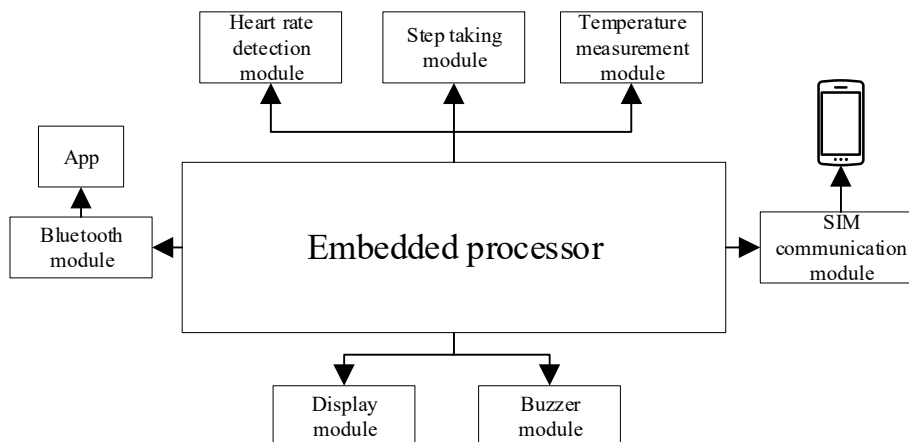 Heart rate
detection
module
Step taking
module
Temperature
measurement
module
App
Bluetooth
module
Embedded processor
SIM
communication
module
Display
module
Buzzer
module